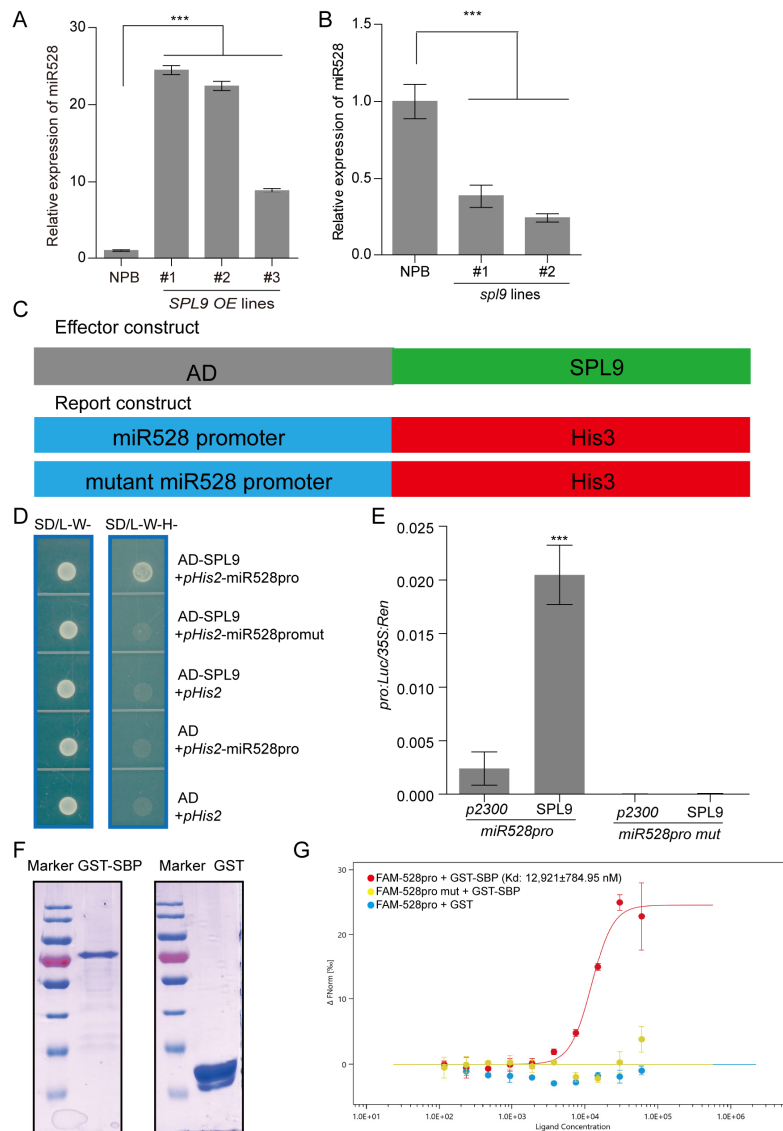 A
Relative expression of miR528
30
20
10
0
***
NPB
#1
#2
#3
SPL9 OE lines
B
Relative expression of miR528
1.5
1.0
0.5
0.0
***
NPB
#1
#2
spl9 lines
C
Effector construct
AD
SPL9
Report construct
miR528 promoter
His3
mutant miR528 promoter
His3
D
SD/L-W-
SD/L-W-H-
AD-SPL9
+pHis2-miR528pro
AD-SPL9
+pHis2-miR528promut
AD-SPL9
+pHis2
AD
+pHis2-miR528pro
AD
+pHis2
E
pro:Luc/35S:Ren
0.025
0.020
0.015
0.010
0.005
0.000
***
p2300
SPL9
p2300
SPL9
miR528pro
miR528pro mut
F
Marker GST-SBP
Marker GST
G
FAM-528pro + GST-SBP (Kd: 12,921±784.95 nM)
FAM-528pro mut + GST-SBP
FAM-528pro + GST
Δ FNorm [‰]
30
20
10
0
1.0E+01
1.0E+02
1.0E+03
1.0E+04
1.0E+05
1.0E+06
Ligand Concentration